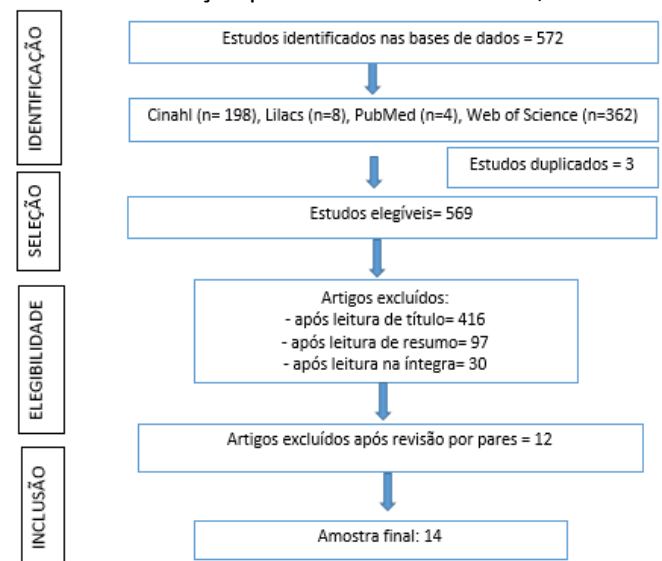 IDENTIFICAÇÃO
Estudos identificados nas bases de dados = 572
Cinahl (n= 198), Lilacs (n=8), PubMed (n=4), Web of Science (n=362)
Estudos duplicados = 3
SELEÇÃO
Estudos elegíveis= 569
ELEGIBILIDADE
Artigos excluídos:
- após leitura de título= 416
- após leitura de resumo= 97
- após leitura na íntegra= 30
Artigos excluídos após revisão por pares = 12
INCLUSÃO
Amostra final: 14